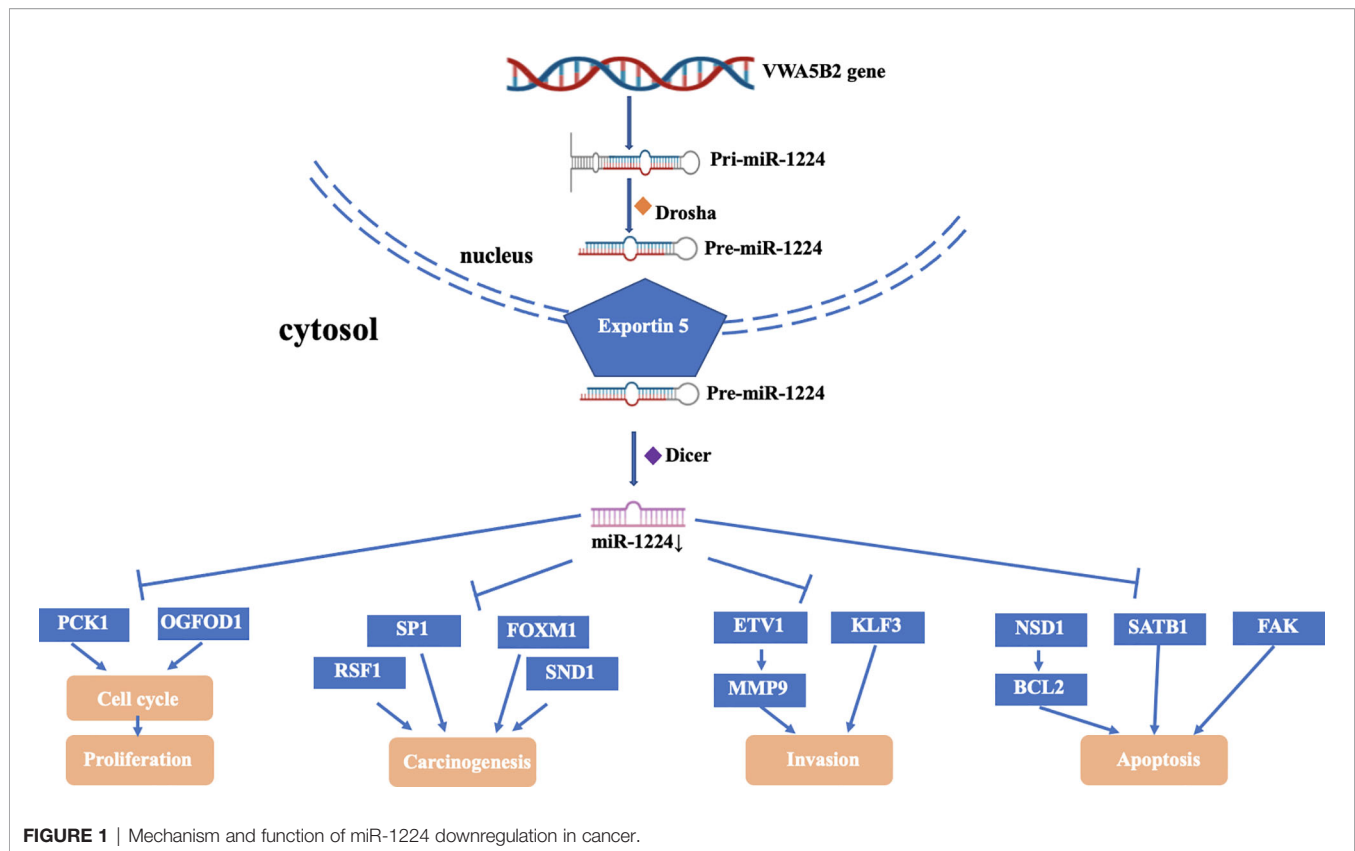 VWA5B2 gene
Pri-miR-1224
Drosha
Pre-miR-1224
nucleus
cytosol
Exportin 5
Pre-miR-1224
Dicer
miR-1224↓
PCK1
OGFOD1
Cell cycle
Proliferation
SP1
FOXM1
RSF1
SND1
Carcinogenesis
ETV1
KLF3
MMP9
Invasion
NSD1
SATB1
FAK
BCL2
Apoptosis
FIGURE 1 | Mechanism and function of miR-1224 downregulation in cancer.